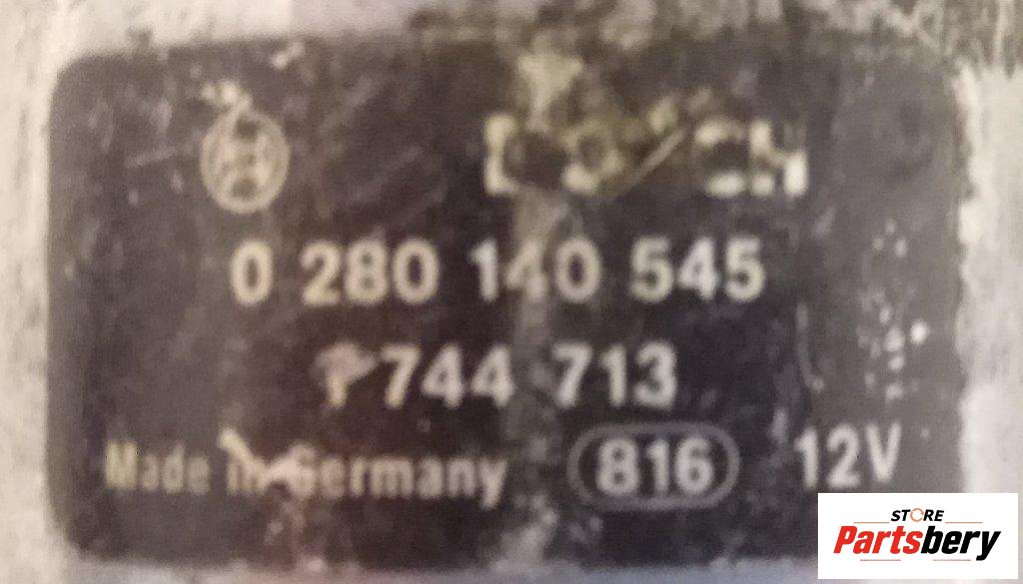 BOSCH
0 280 140 545
1 744 713
Made in Germany 816 12V
STORE
Partsbery